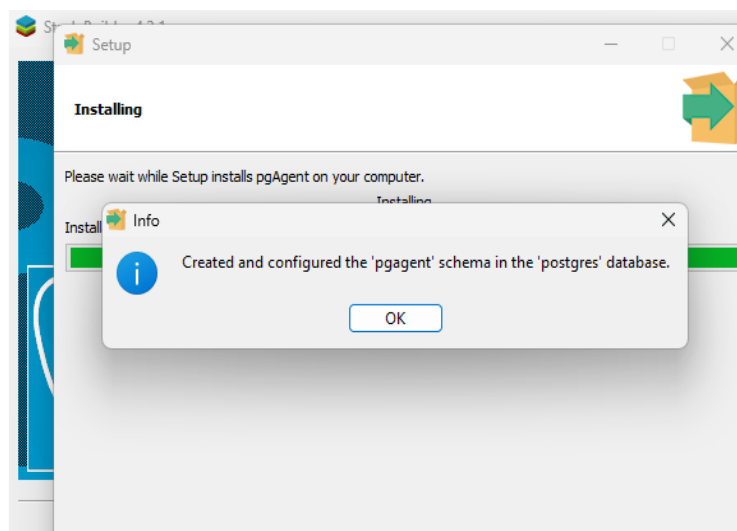 Setup
Installing
Please wait while Setup installs pgAgent on your computer.
Installing
Install
Info
Created and configured the 'pgagent' schema in the 'postgres' database.
OK